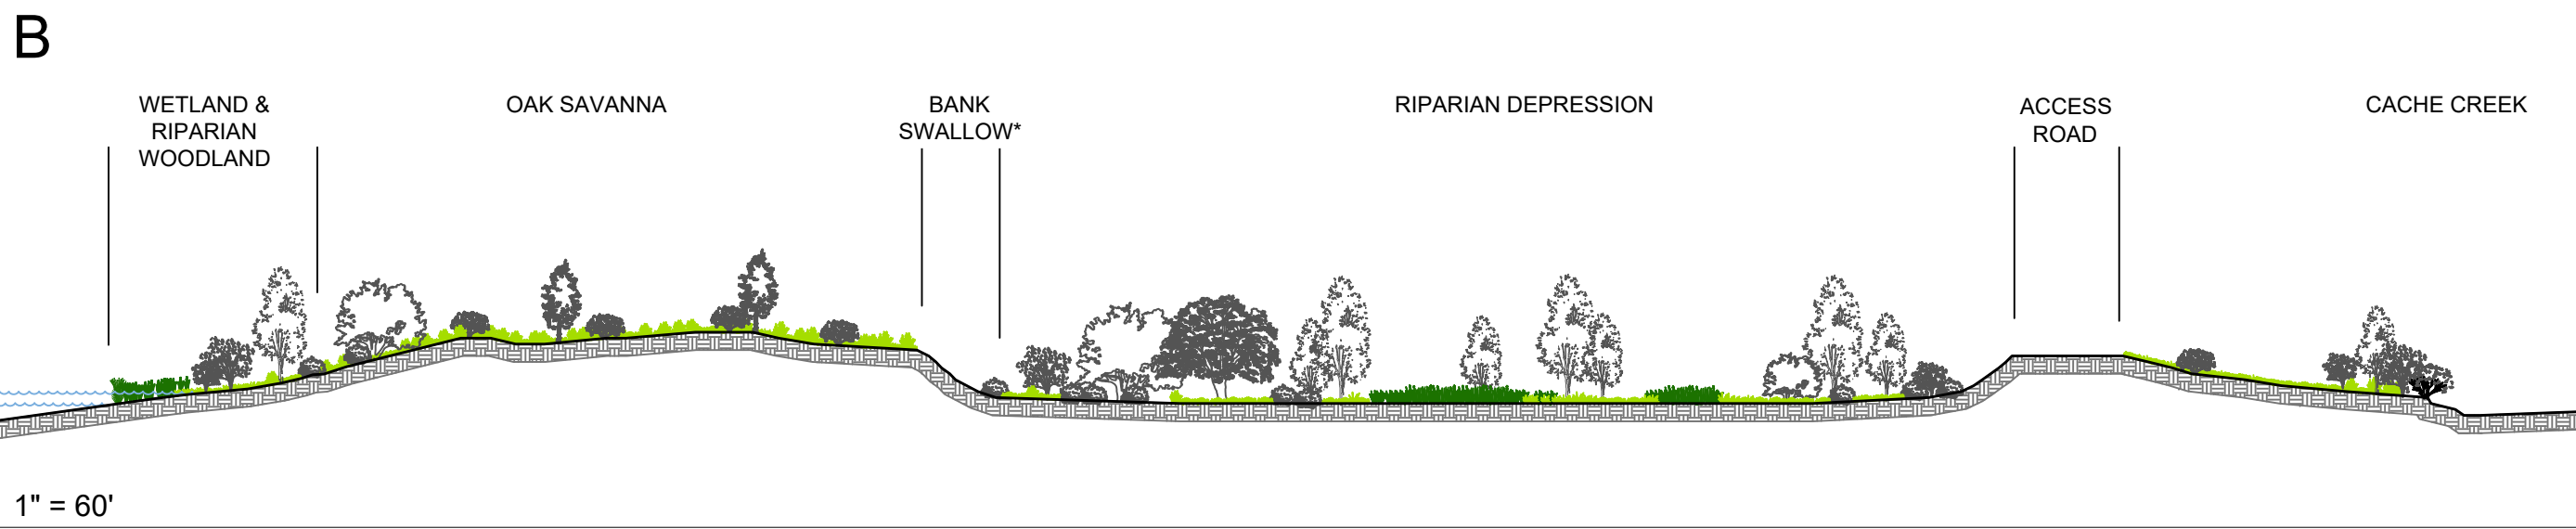 B
WETLAND &
RIPARIAN
WOODLAND
OAK SAVANNA
BANK
SWALLOW*
RIPARIAN DEPRESSION
ACCESS
ROAD
CACHE CREEK
1" = 60'